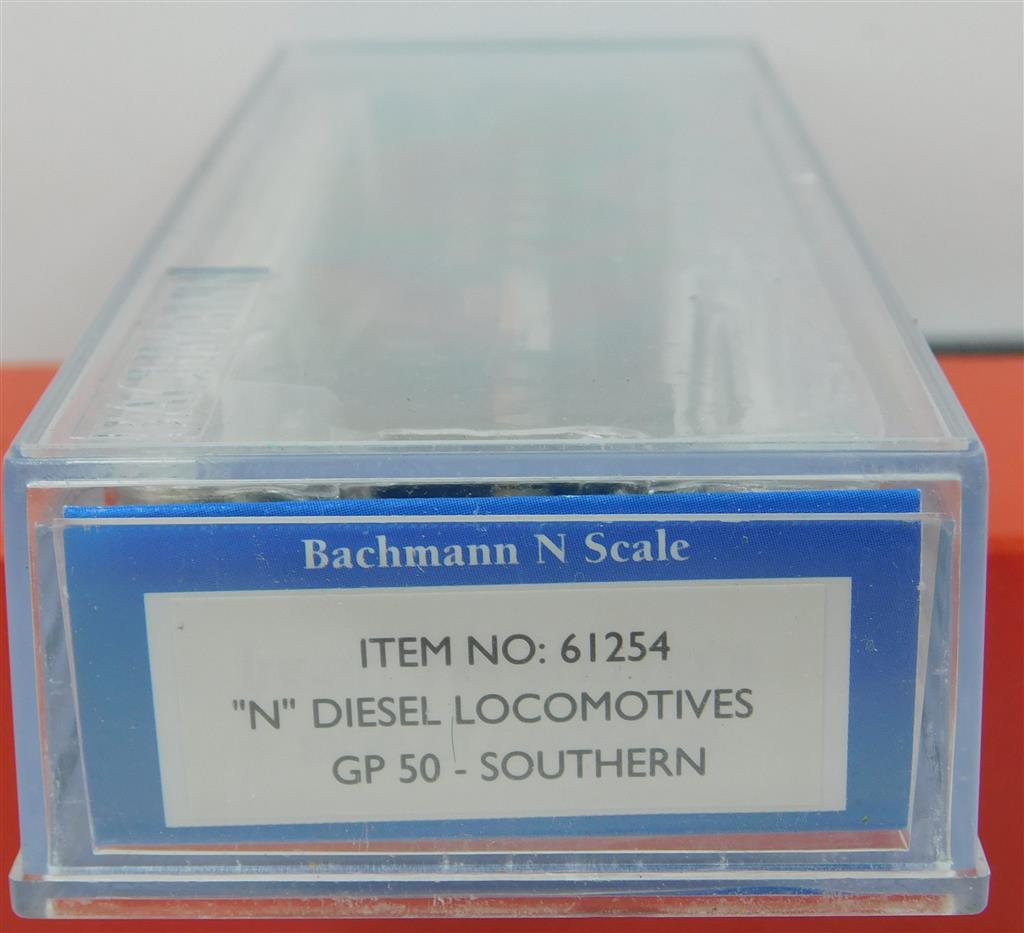 Bachmann N Scale
ITEM NO: 61254
"N" DIESEL LOCOMOTIVES
GP 50 - SOUTHERN